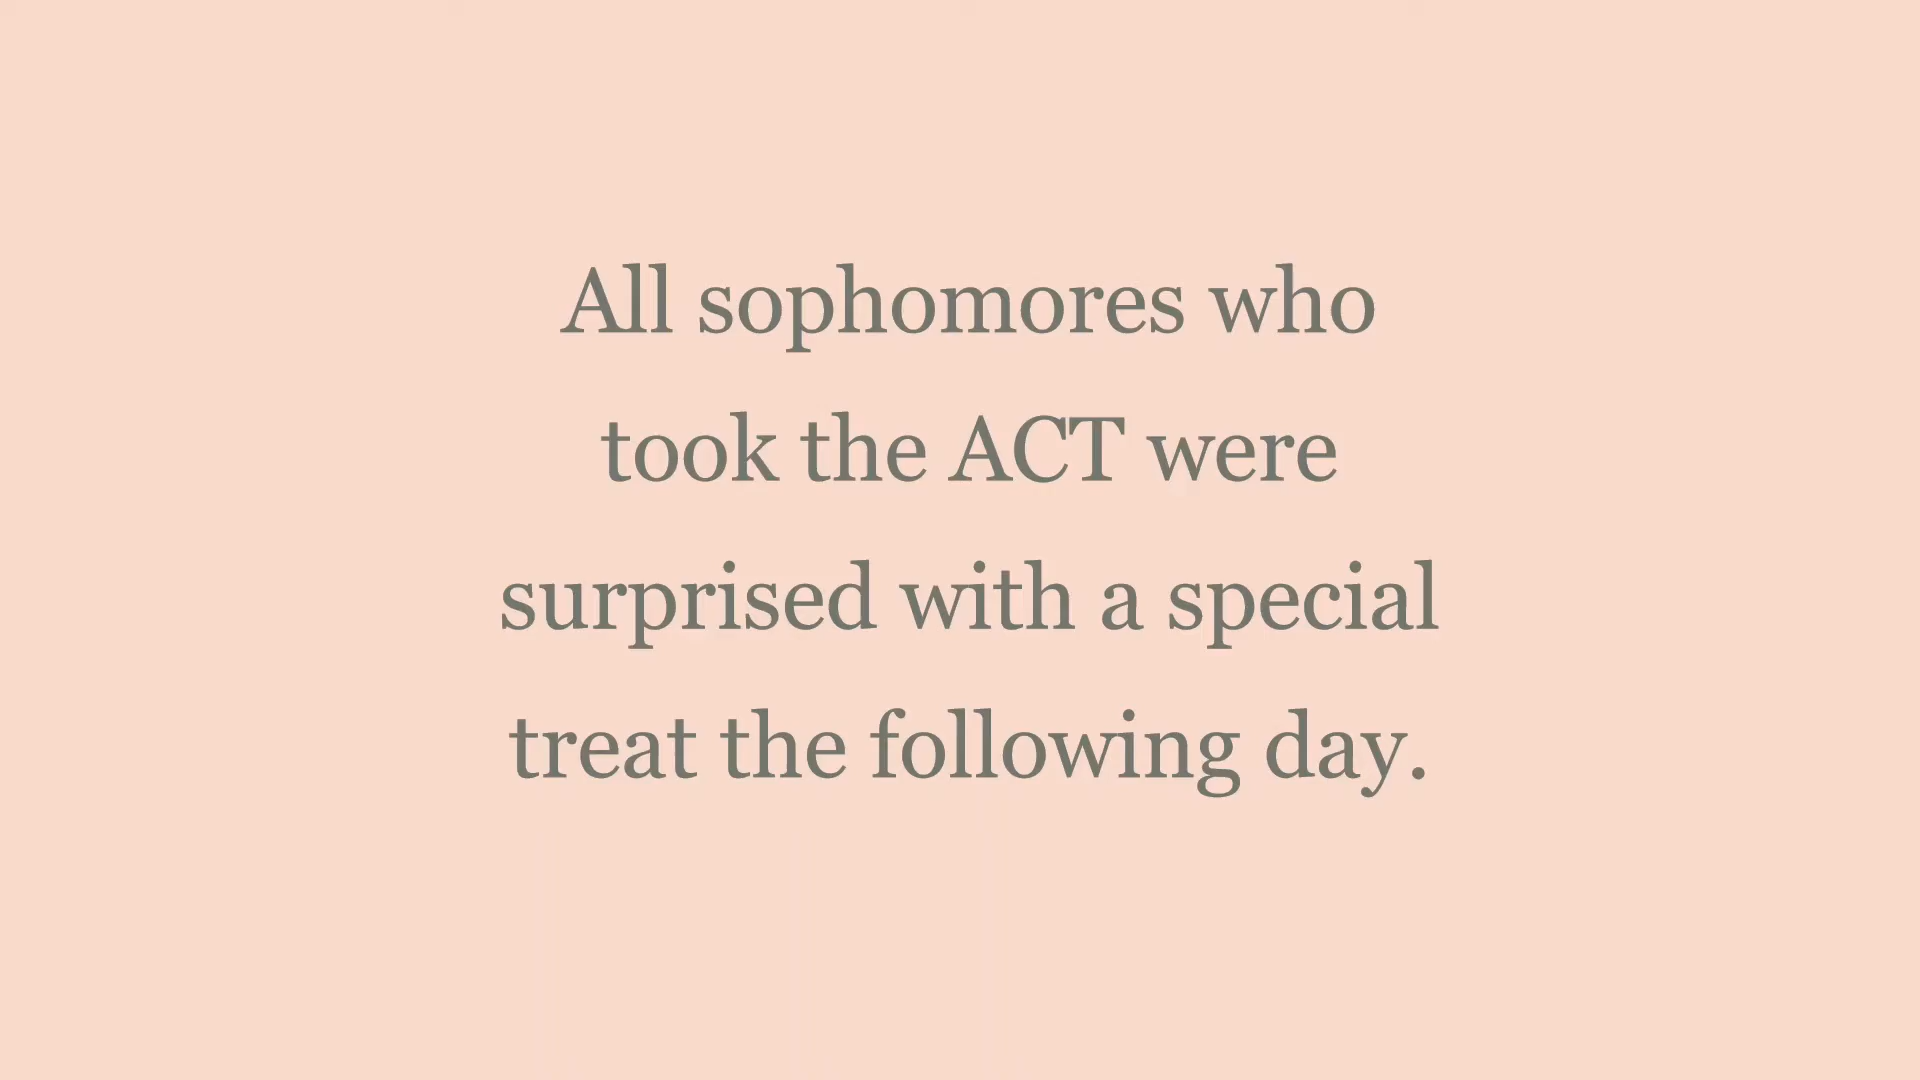 All sophomores who
took the ACT were
surprised with a special
treat the following day.